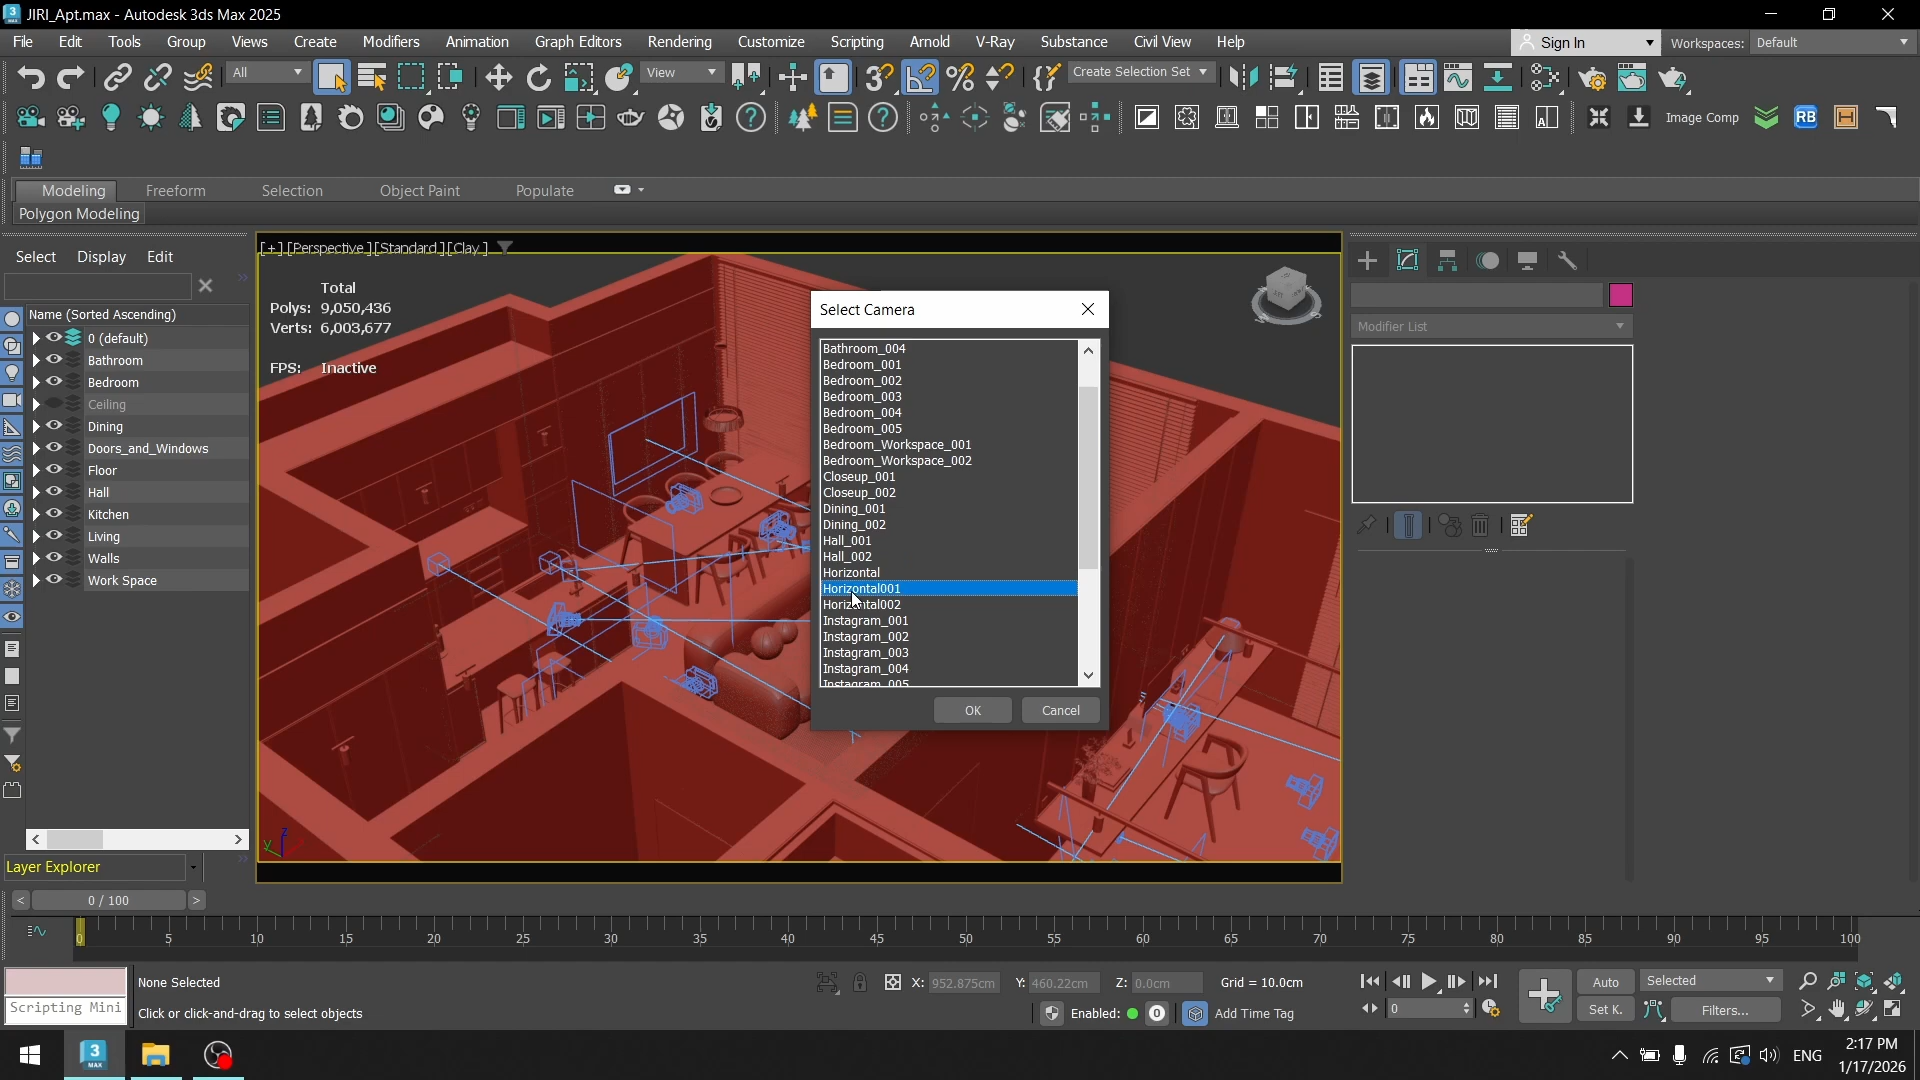 JIRI_Apt.max - Autodesk 3ds Max 2025
File Edit Tools Group Views Create Modifiers Animation Graph Editors Rendering Customize Scripting Arnold V-Ray Substance Civil View Help
Sign In Workspaces: Default
All View Create Selection Set
Image Comp RB
Modeling Freeform Selection Object Paint Populate
Polygon Modeling
Select Display Edit
Name (Sorted Ascending)
0 (default)
Bathroom
Bedroom
Ceiling
Dining
Doors_and_Windows
Floor
Hall
Kitchen
Living
Walls
Work Space
Layer Explorer
[+] [Perspective ] [Standard ] [Clay ]
Total
Polys: 9,050,436
Verts: 6,003,677
FPS: Inactive
Select Camera
Bathroom_004
Bedroom_001
Bedroom_002
Bedroom_003
Bedroom_004
Bedroom_005
Bedroom_Workspace_001
Bedroom_Workspace_002
Closeup_001
Closeup_002
Dining_001
Dining_002
Hall_001
Hall_002
Horizontal
Horizontal001
Horizontal002
Instagram_001
Instagram_002
Instagram_003
Instagram_004
Instagram_005
OK Cancel
Modifier List
z
y
< 0 / 100 >
0 5 10 15 20 25 30 35 40 45 50 55 60 65 70 75 80 85 90 95 100
None Selected
X: 952.875cm Y: 460.22cm Z: 0.0cm Grid = 10.0cm
Auto Selected
Scripting Mini
Click or click-and-drag to select objects
Enabled: 0 Add Time Tag
0
Set K. Filters...
3
MAX
ENG
2:17 PM
1/17/2026